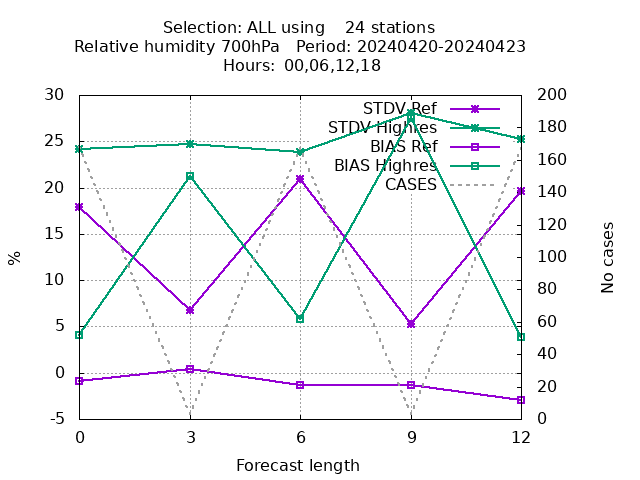 Selection: ALL using    24 stations
Relative humidity 700hPa   Period: 20240420-20240423
Hours: 00,06,12,18
30
25
20
15
10
5
0
-5
%
200
180
160
140
120
100
80
60
40
20
0
No cases
STDV Ref
STDV Highres
BIAS Ref
BIAS Highres
CASES
0 3 6 9 12
Forecast length